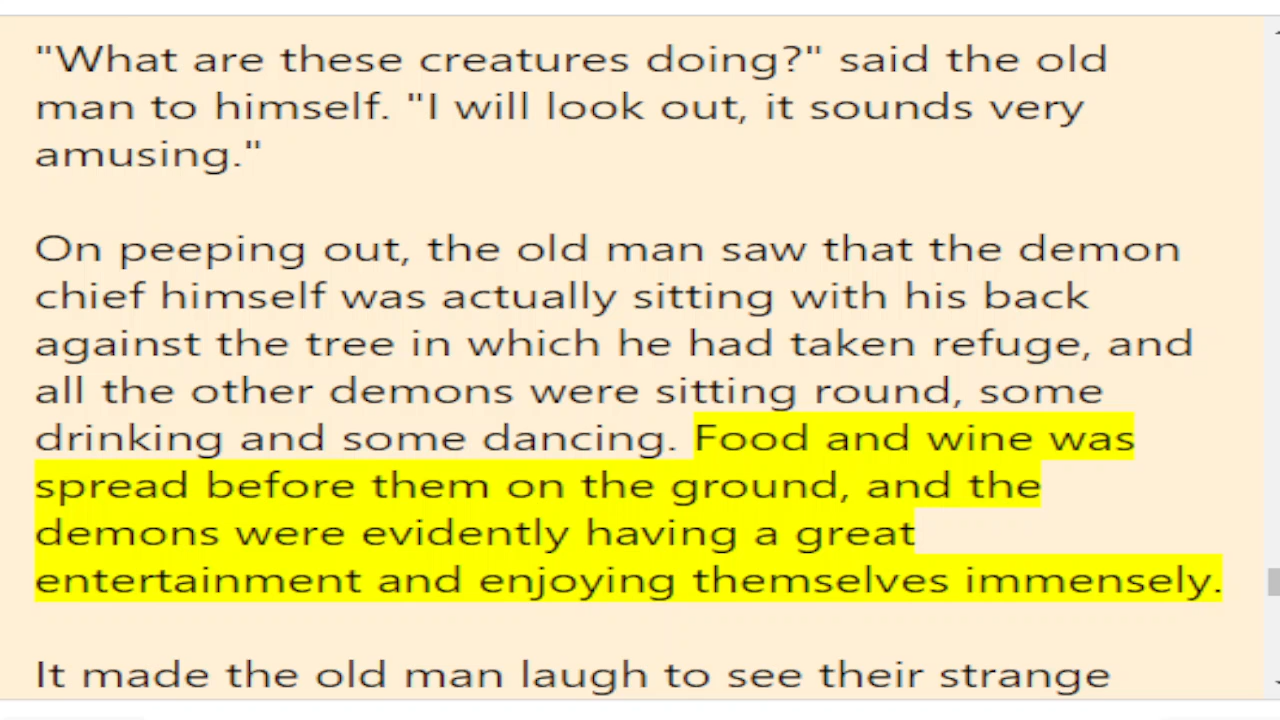 "What are these creatures doing?" said the old
man to himself. "I will look out, it sounds very
amusing."
On peeping out, the old man saw that the demon
chief himself was actually sitting with his back
against the tree in which he had taken refuge, and
all the other demons were sitting round, some
drinking and some dancing. Food and wine was
spread before them on the ground, and the
demons were evidently having a great
entertainment and enjoying themselves immensely.
It made the old man laugh to see their strange